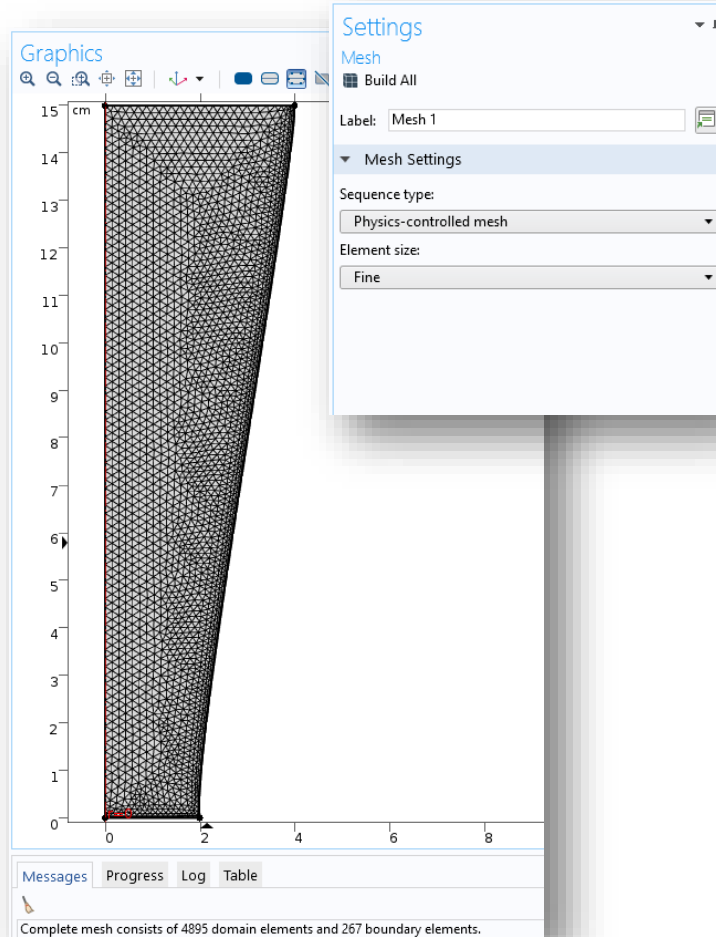 Graphics
15
cm
14
13
12
11
10
9
8
7
6
5
4
3
2
1
0
0 2 4 6 8
Settings
Mesh
Build All
Label: Mesh 1
Mesh Settings
Sequence type:
Physics-controlled mesh
Element size:
Fine
Messages Progress Log Table
Complete mesh consists of 4895 domain elements and 267 boundary elements.